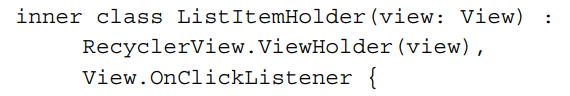 inner class ListItemHolder(view: View) :
RecyclerView.ViewHolder(view),
View.OnClickListener {